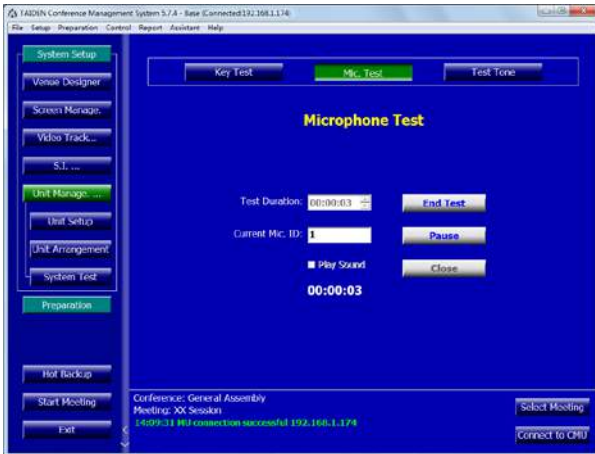 TAIDEN Conference Management System 5.7.4 - Base (Connected:192.168.1.174)
File Setup Preparation Control Report Assistant Help
System Setup
Venue Designer
Screen Manage.
Video Track...
S.I. ...
Unit Manage. ...
Unit Setup
Unit Arrangement
System Test
Preparation
Hot Backup
Start Meeting
Exit
Key Test
Mic. Test
Test Tone
Microphone Test
Test Duration: 00:00:03
End Test
Current Mic. ID: 1
Pause
Play Sound
Close
00:00:03
Conference: General Assembly
Meeting: XX Session
14:09:31 MU connection successful 192.168.1.174
Select Meeting
Connect to CMU